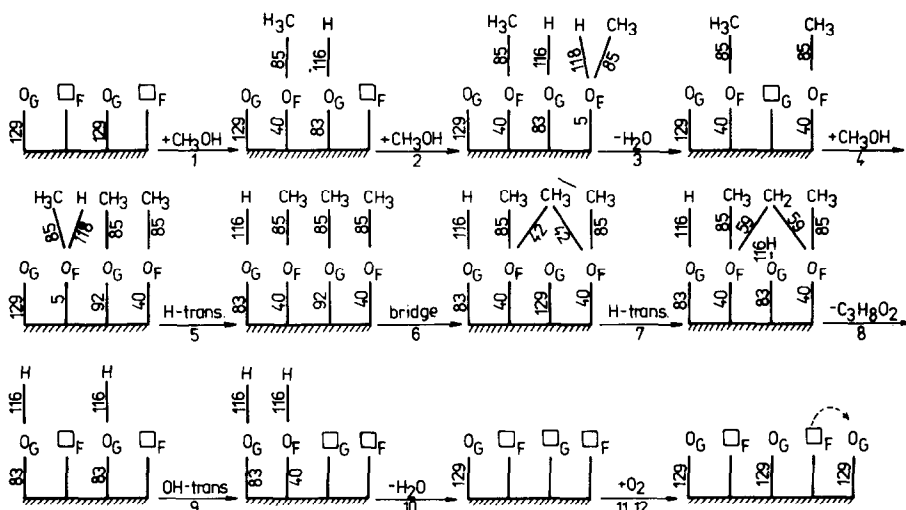 H₃C H H₃C H H CH₃ H₃C CH₃
85 116 85 116 118 85 85 85
O_G □_F O_G □_F O_G O_F O_G □_F O_G O_F O_G O_F O_G O_F □_G O_F
129 129 129 40 83 129 40 83 5 129 40 40
+CH₃OH +CH₃OH -H₂O +CH₃OH
1 2 3 4
H₃C H CH₃ CH₃ H CH₃ CH₃ CH₃ H CH₃ CH₃ CH₃ H CH₃ CH₂ CH₃
85 118 85 85 116 85 85 85 116 85 42 42 85 116 85 59 59 85
116 H
O_G O_F O_G O_F O_G O_F O_G O_F O_G O_F O_G O_F O_G O_F O_G O_F
129 5 92 40 83 40 92 40 83 40 129 40 83 40 83 40
H-trans. bridge H-trans. -C₃H₈O₂
5 6 7 8
H H H H
116 116 116 116
O_G □_F O_G □_F O_G O_F □_G □_F O_G □_F □_G □_F O_G □_F O_G □_F O_G
83 83 83 40 129 129 129 129
OH-trans -H₂O +O₂
9 10 11,12